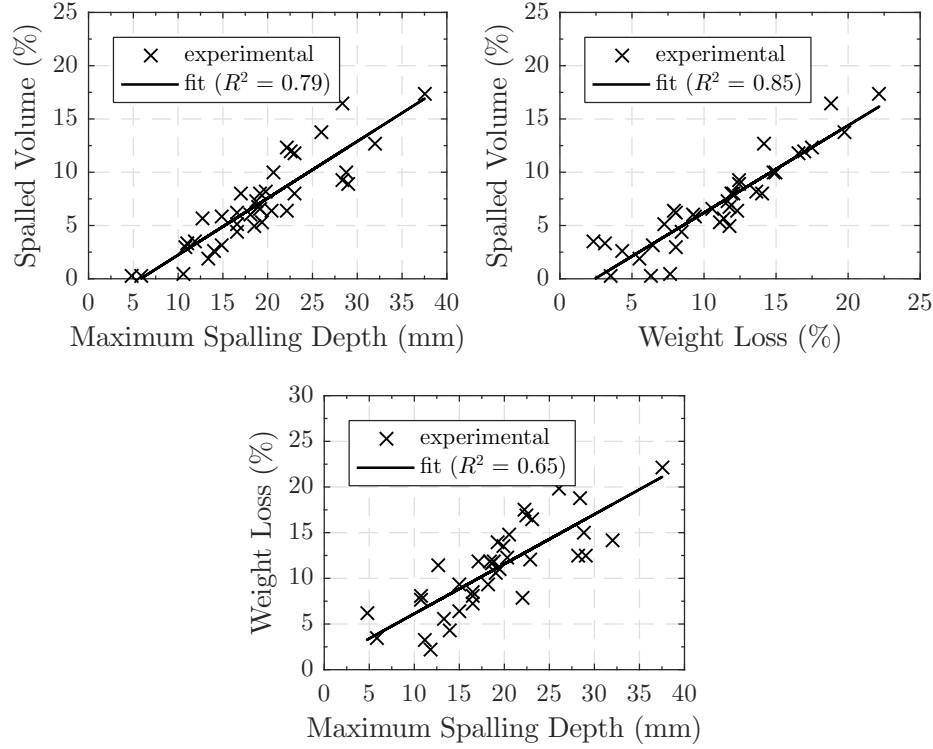 25
20
15
10
5
0
Spalled Volume (%)
experimental
fit (R² = 0.79)
0 5 10 15 20 25 30 35 40
Maximum Spalling Depth (mm)
25
20
15
10
5
0
Spalled Volume (%)
experimental
fit (R² = 0.85)
0 5 10 15 20 25
Weight Loss (%)
30
25
20
15
10
5
0
Weight Loss (%)
experimental
fit (R² = 0.65)
0 5 10 15 20 25 30 35 40
Maximum Spalling Depth (mm)